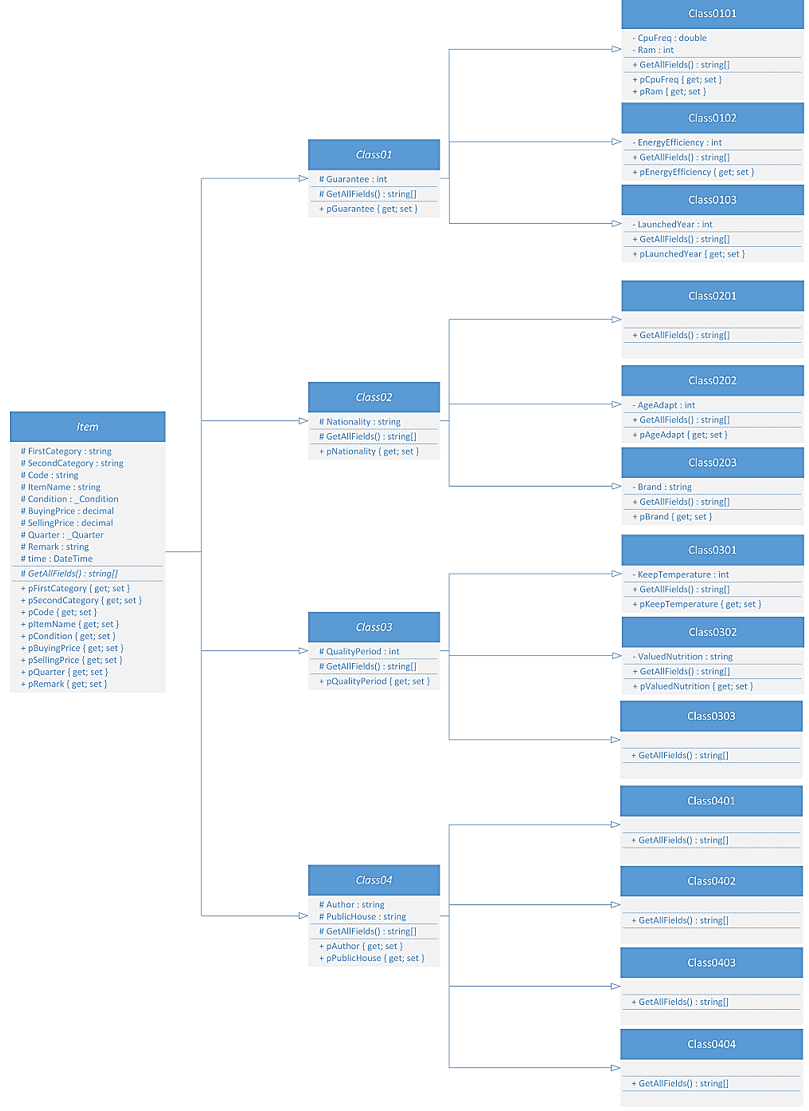 Item
# FirstCategory : string
# SecondCategory : string
# Code : string
# ItemName : string
# Condition : _Condition
# BuyingPrice : decimal
# SellingPrice : decimal
# Quarter : _Quarter
# Remark : string
# time : DateTime
# GetAllFields() : string[]
+ pFirstCategory { get; set }
+ pSecondCategory { get; set }
+ pCode { get; set }
+ pItemName { get; set }
+ pCondition { get; set }
+ pBuyingPrice { get; set }
+ pSellingPrice { get; set }
+ pQuarter { get; set }
+ pRemark { get; set }
Class01
# Guarantee : int
# GetAllFields() : string[]
+ pGuarantee { get; set }
Class02
# Nationality : string
# GetAllFields() : string[]
+ pNationality { get; set }
Class03
# QualityPeriod : int
# GetAllFields() : string[]
+ pQualityPeriod { get; set }
Class04
# Author : string
# PublicHouse : string
# GetAllFields() : string[]
+ pAuthor { get; set }
+ pPublicHouse { get; set }
Class0101
- CpuFreq : double
- Ram : int
+ GetAllFields() : string[]
+ pCpuFreq { get; set }
+ pRam { get; set }
Class0102
- EnergyEfficiency : int
+ GetAllFields() : string[]
+ pEnergyEfficiency { get; set }
Class0103
- LaunchedYear : int
+ GetAllFields() : string[]
+ pLaunchedYear { get; set }
Class0201
+ GetAllFields() : string[]
Class0202
- AgeAdapt : int
+ GetAllFields() : string[]
+ pAgeAdapt { get; set }
Class0203
- Brand : string
+ GetAllFields() : string[]
+ pBrand { get; set }
Class0301
- KeepTemperature : int
+ GetAllFields() : string[]
+ pKeepTemperature { get; set }
Class0302
- ValuedNutrition : string
+ GetAllFields() : string[]
+ pValuedNutrition { get; set }
Class0303
+ GetAllFields() : string[]
Class0401
+ GetAllFields() : string[]
Class0402
+ GetAllFields() : string[]
Class0403
+ GetAllFields() : string[]
Class0404
+ GetAllFields() : string[]